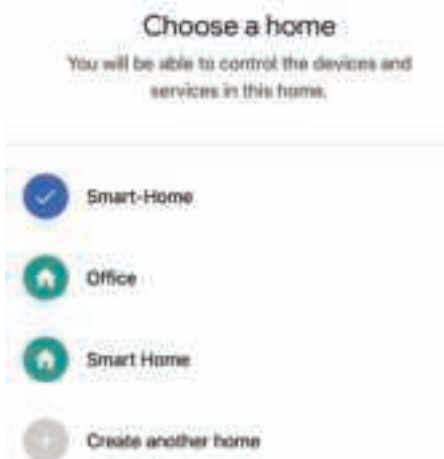 Choose a home
You will be able to control the devices and
services in this home.
Smart-Home
Office
Smart Home
Create another home